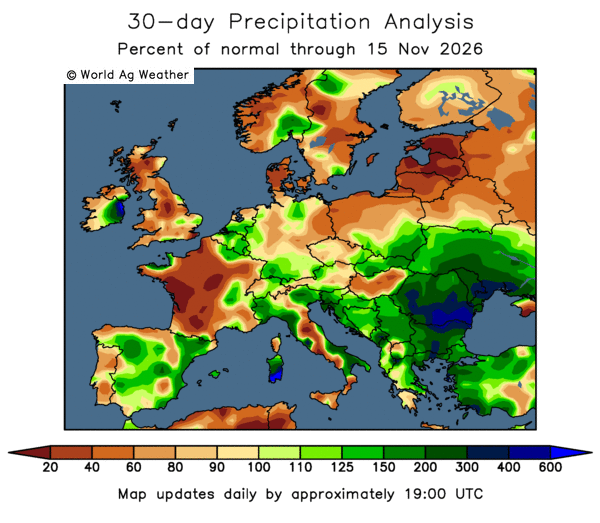 30-day Precipitation Analysis
Percent of normal through 15 Nov 2026
© World Ag Weather
20 40 60 80 90 100 110 125 150 200 300 400 600
Map updates daily by approximately 19:00 UTC